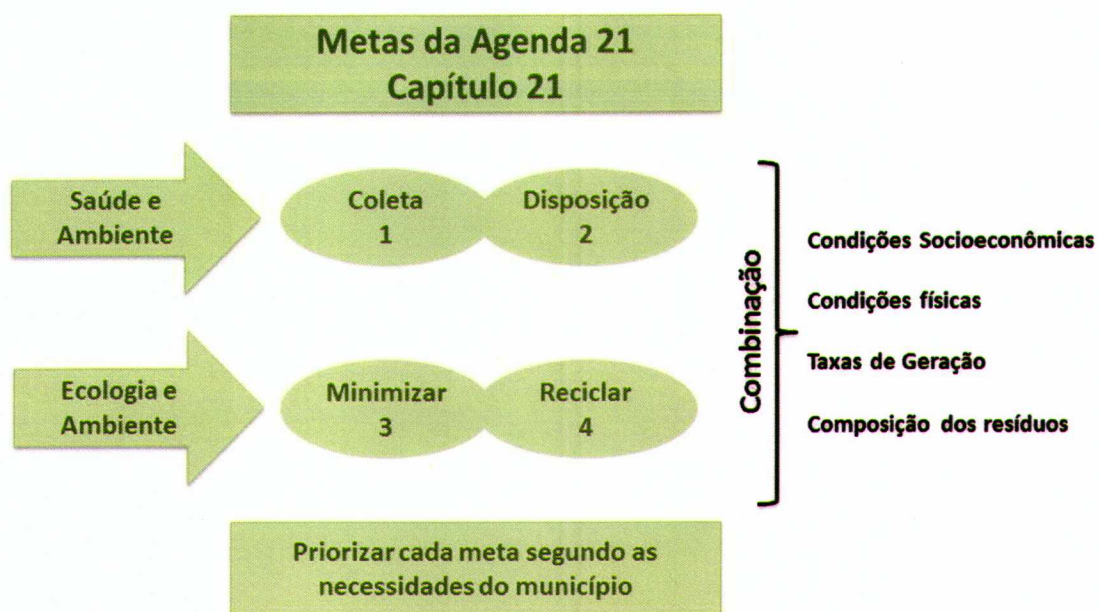 Metas da Agenda 21
Capítulo 21
Saúde e
Ambiente
Coleta
1
Disposição
2
Ecologia e
Ambiente
Minimizar
3
Reciclar
4
Combinação
Condições Socioeconômicas
Condições físicas
Taxas de Geração
Composição dos resíduos
Priorizar cada meta segundo as
necessidades do município